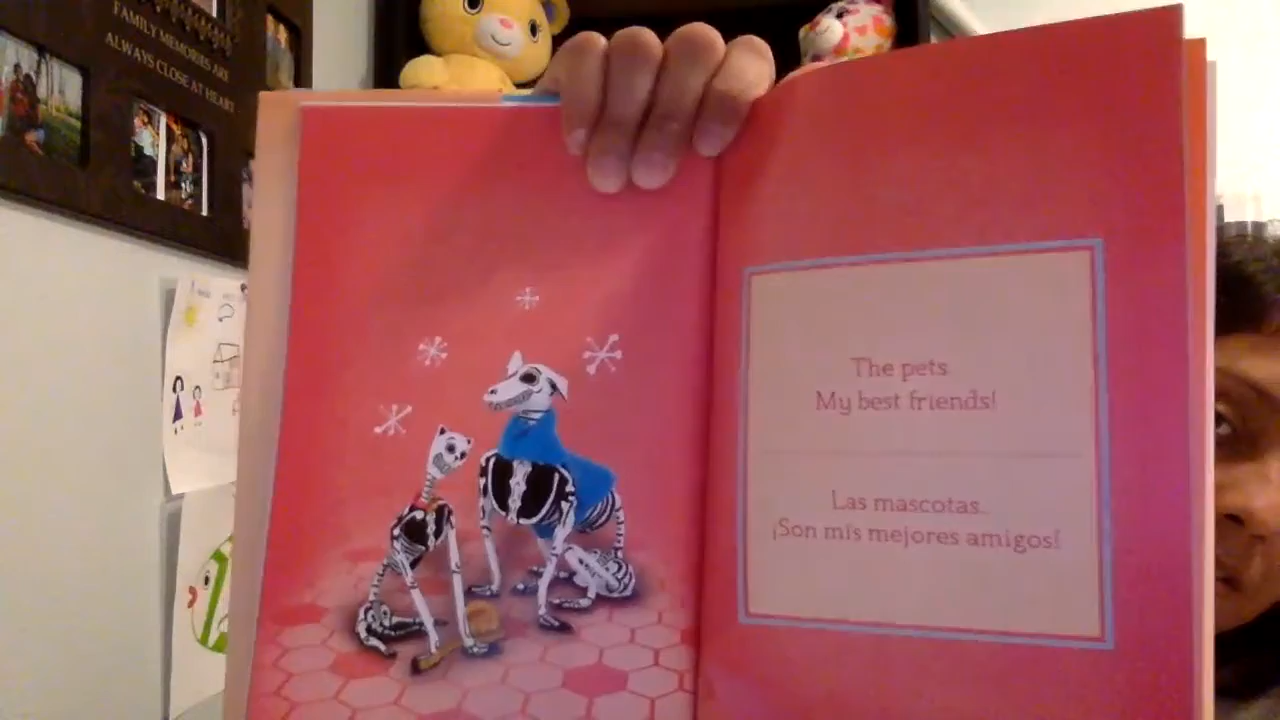 FAMILY MEMORIES ARE
ALWAYS CLOSE AT HEART
The pets.
My best friends!
Las mascotas.
¡Son mis mejores amigos!